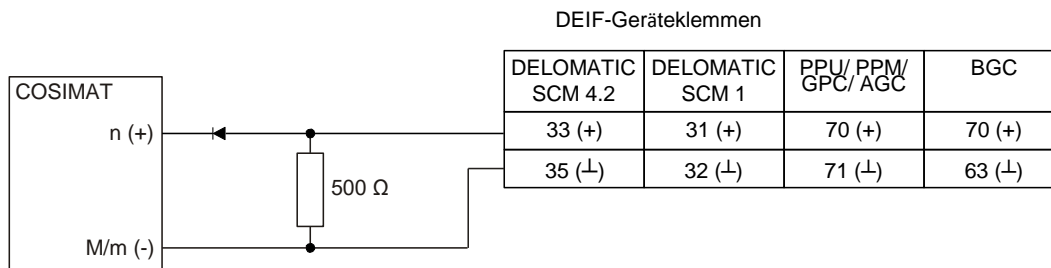 DEIF-Geräteklemmen
COSIMAT
n (+)
500 Ω
M/m (-)
DELOMATIC SCM 4.2 DELOMATIC SCM 1 PPU/ PPM/ GPC/ AGC BGC
33 (+) 31 (+) 70 (+) 70 (+)
35 (⊥) 32 (⊥) 71 (⊥) 63 (⊥)